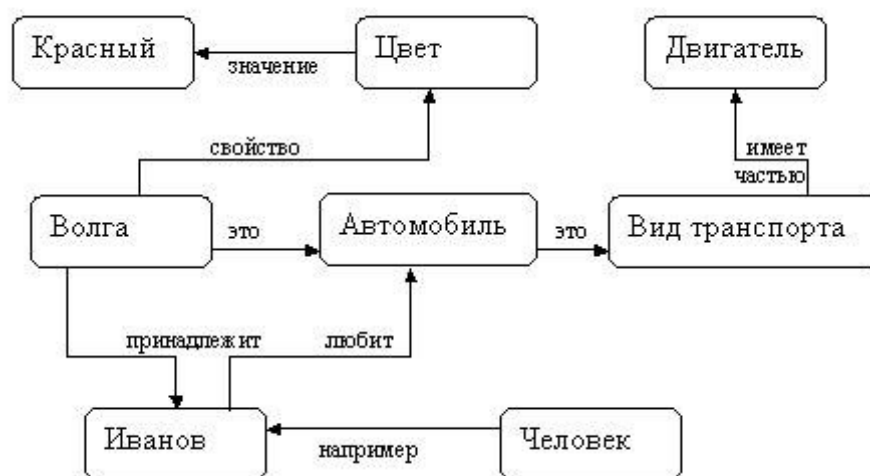 Красный
значение
Цвет
Двигатель
свойство
имеет
частью
Волга
это
Автомобиль
это
Вид транспорта
принадлежит
любит
Иванов
например
Человек